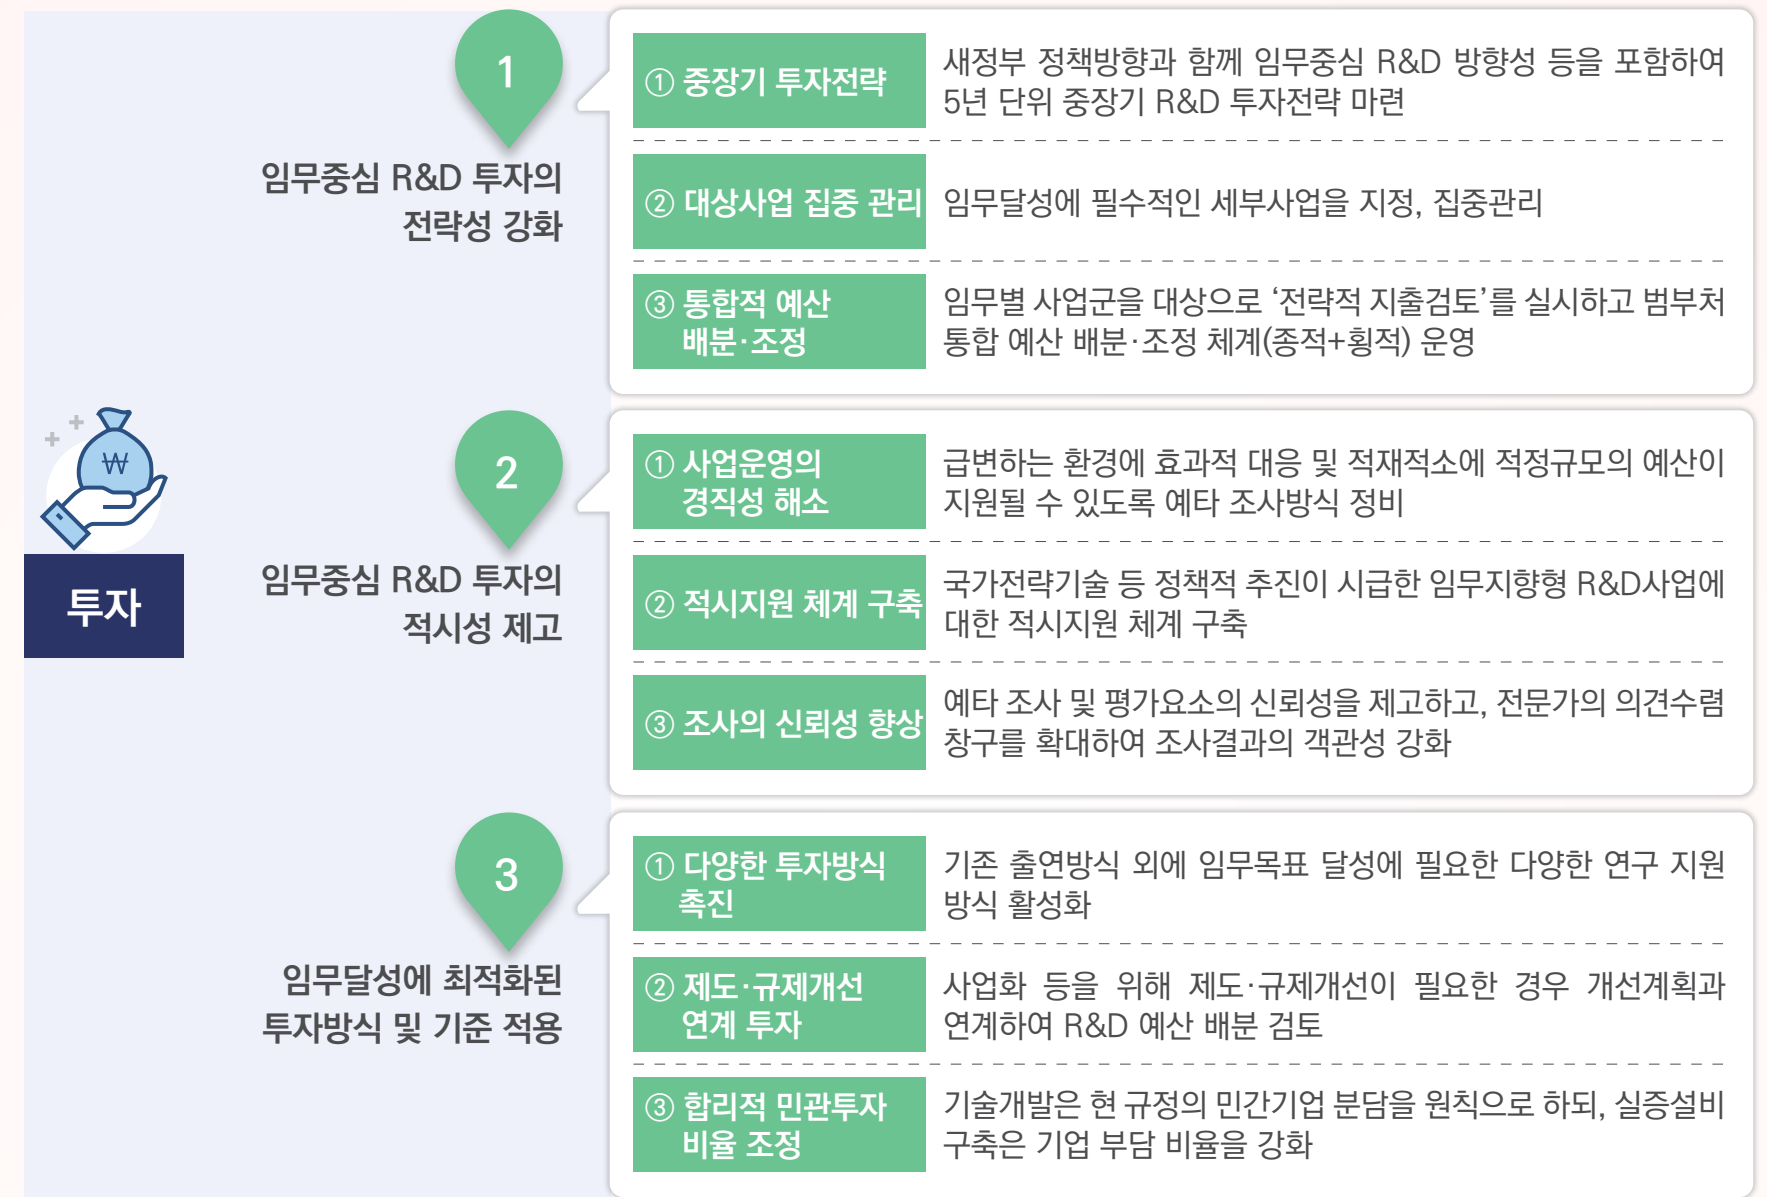 투자
1
임무중심 R&D 투자의
전략성 강화
① 중장기 투자전략
새정부 정책방향과 함께 임무중심 R&D 방향성 등을 포함하여
5년 단위 중장기 R&D 투자전략 마련
② 대상사업 집중 관리
임무달성에 필수적인 세부사업을 지정, 집중관리
③ 통합적 예산
배분·조정
임무별 사업군을 대상으로 ‘전략적 지출검토’를 실시하고 범부처
통합 예산 배분·조정 체계(종적+횡적) 운영
2
임무중심 R&D 투자의
적시성 제고
① 사업운영의
경직성 해소
급변하는 환경에 효과적 대응 및 적재적소에 적정규모의 예산이
지원될 수 있도록 예타 조사방식 정비
② 적시지원 체계 구축
국가전략기술 등 정책적 추진이 시급한 임무지향형 R&D사업에
대한 적시지원 체계 구축
③ 조사의 신뢰성 향상
예타 조사 및 평가요소의 신뢰성을 제고하고, 전문가의 의견수렴
창구를 확대하여 조사결과의 객관성 강화
3
임무달성에 최적화된
투자방식 및 기준 적용
① 다양한 투자방식
촉진
기존 출연방식 외에 임무목표 달성에 필요한 다양한 연구 지원
방식 활성화
② 제도·규제개선
연계 투자
사업화 등을 위해 제도·규제개선이 필요한 경우 개선계획과
연계하여 R&D 예산 배분 검토
③ 합리적 민관투자
비율 조정
기술개발은 현 규정의 민간기업 분담을 원칙으로 하되, 실증설비
구축은 기업 부담 비율을 강화